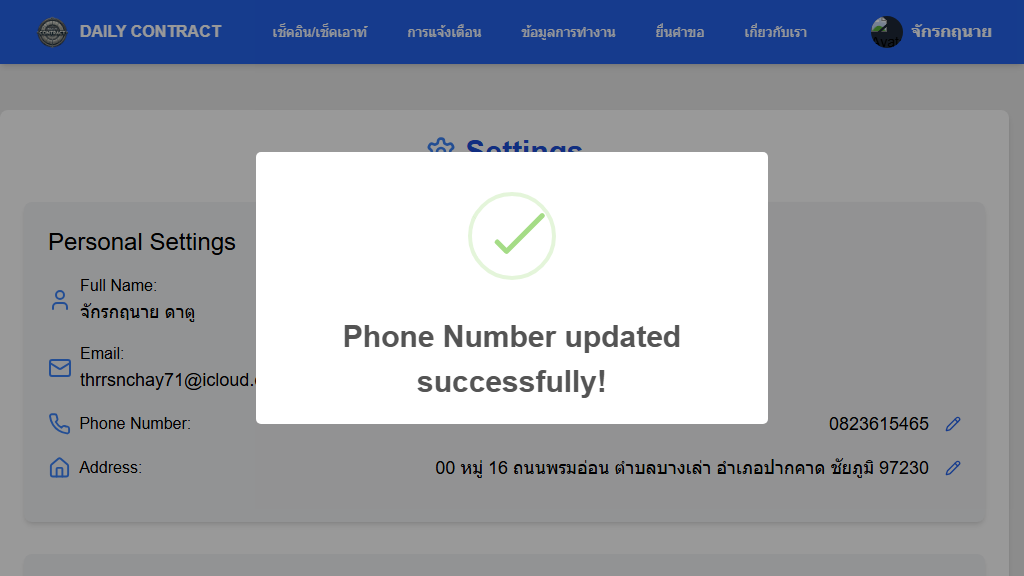 DAILY CONTRACT
เช็คอิน/เช็คเอาท์
การแจ้งเตือน
ข้อมูลการทำงาน
ยื่นคำขอ
เกี่ยวกับเรา
จักรกฤนาย
Settings
Personal Settings
Full Name:
จักรกฤนาย ดาตู
Email:
thrrsnchay71@icloud.
Phone Number:
0823615465
Address:
00 หมู่ 16 ถนนพรมอ่อน ตำบลบางเล่า อำเภอปากคาด ชัยภูมิ 97230
Phone Number updated
successfully!